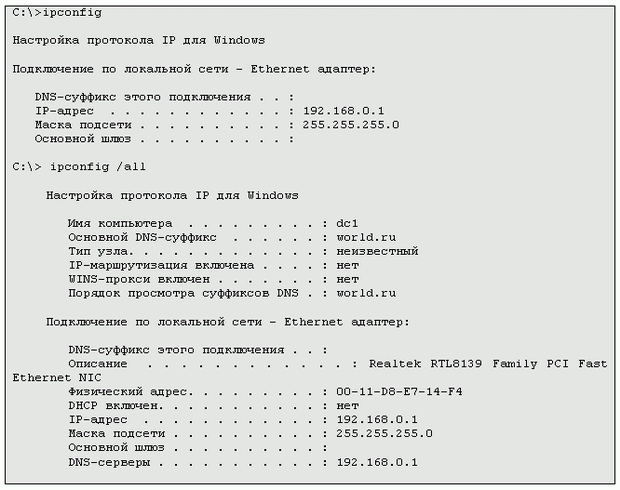 C:\>ipconfig
Настройка протокола IP для Windows
Подключение по локальной сети - Ethernet адаптер:
DNS-суффикс этого подключения . . :
IP-адрес . . . . . . . . . . . . : 192.168.0.1
Маска подсети . . . . . . . . . . : 255.255.255.0
Основной шлюз . . . . . . . . . . :
C:\> ipconfig /all
Настройка протокола IP для Windows
Имя компьютера . . . . . . . . . : dc1
Основной DNS-суффикс . . . . . . : world.ru
Тип узла. . . . . . . . . . . . . : неизвестный
IP-маршрутизация включена . . . . : нет
WINS-прокси включен . . . . . . . : нет
Порядок просмотра суффиксов DNS . : world.ru
Подключение по локальной сети - Ethernet адаптер:
DNS-суффикс этого подключения . . :
Описание . . . . . . . . . . . . : Realtek RTL8139 Family PCI Fast
Ethernet NIC
Физический адрес. . . . . . . . . : 00-11-D8-E7-14-F4
DHCP включен. . . . . . . . . . . : нет
IP-адрес . . . . . . . . . . . . : 192.168.0.1
Маска подсети . . . . . . . . . . : 255.255.255.0
Основной шлюз . . . . . . . . . . :
DNS-серверы . . . . . . . . . . . : 192.168.0.1